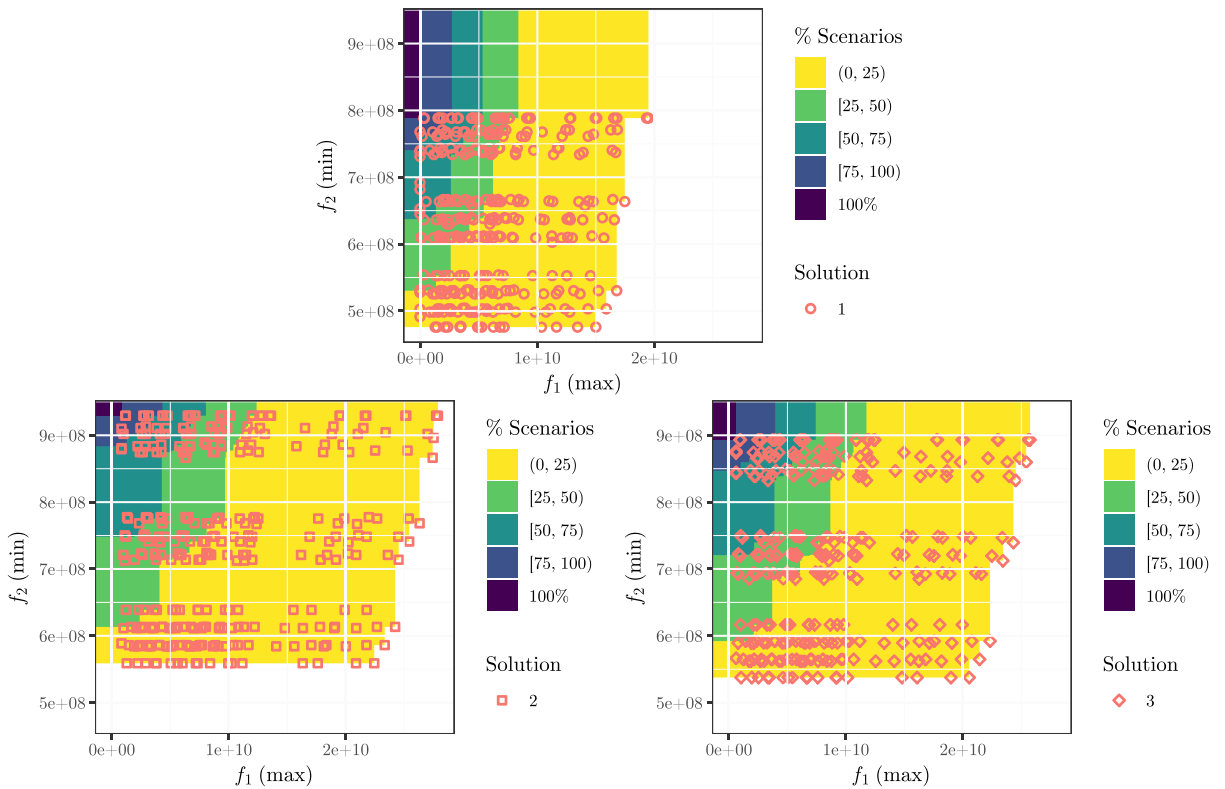 % Scenarios
(0, 25)
[25, 50)
[50, 75)
[75, 100)
100%
Solution
1
9e+08
8e+08
7e+08
6e+08
5e+08
f₂ (min)
0e+00 1e+10 2e+10
f₁ (max)
% Scenarios
(0, 25)
[25, 50)
[50, 75)
[75, 100)
100%
Solution
2
9e+08
8e+08
7e+08
6e+08
5e+08
f₂ (min)
0e+00 1e+10 2e+10
f₁ (max)
% Scenarios
(0, 25)
[25, 50)
[50, 75)
[75, 100)
100%
Solution
3
9e+08
8e+08
7e+08
6e+08
5e+08
f₂ (min)
0e+00 1e+10 2e+10
f₁ (max)